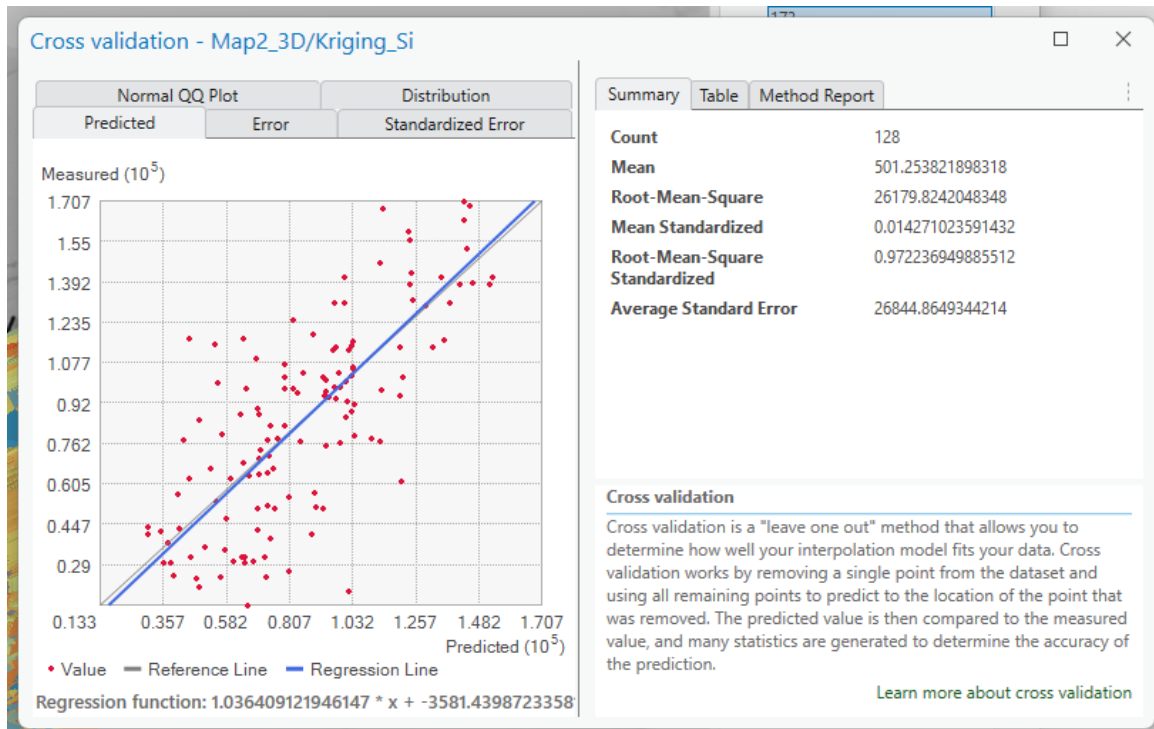 Cross validation - Map2_3D/Kriging_Si
Normal QQ Plot
Distribution
Predicted
Error
Standardized Error
Measured (10⁵)
1.707
1.55
1.392
1.235
1.077
0.92
0.762
0.605
0.447
0.29
0.133
0.357
0.582
0.807
1.032
1.257
1.482
1.707
Predicted (10⁵)
Value
Reference Line
Regression Line
Regression function: 1.036409121946147 * x + -3581.4398723358
Summary
Table
Method Report
Count 128
Mean 501.253821898318
Root-Mean-Square 26179.8242048348
Mean Standardized 0.014271023591432
Root-Mean-Square 0.972236949885512
Standardized
Average Standard Error 26844.8649344214
Cross validation
Cross validation is a "leave one out" method that allows you to
determine how well your interpolation model fits your data. Cross
validation works by removing a single point from the dataset and
using all remaining points to predict to the location of the point that
was removed. The predicted value is then compared to the measured
value, and many statistics are generated to determine the accuracy of
the prediction.
Learn more about cross validation